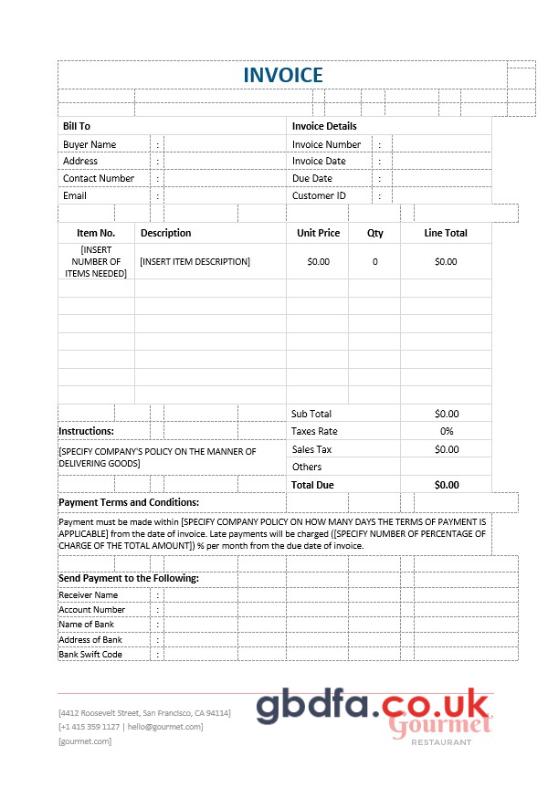 INVOICE
Bill To Invoice Details
Buyer Name : Invoice Number :
Address : Invoice Date :
Contact Number : Due Date :
Email : Customer ID :
Item No. Description Unit Price Qty Line Total
[INSERT
NUMBER OF
ITEMS NEEDED] [INSERT ITEM DESCRIPTION] $0.00 0 $0.00
Sub Total $0.00
Instructions: Taxes Rate 0%
[SPECIFY COMPANY'S POLICY ON THE MANNER OF
DELIVERING GOODS] Sales Tax $0.00
Others
Total Due $0.00
Payment Terms and Conditions:
Payment must be made within [SPECIFY COMPANY POLICY ON HOW MANY DAYS THE TERMS OF PAYMENT IS
APPLICABLE] from the date of invoice. Late payments will be charged ([SPECIFY NUMBER OF PERCENTAGE OF
CHARGE OF THE TOTAL AMOUNT]) % per month from the due date of invoice.
Send Payment to the Following:
Receiver Name :
Account Number :
Name of Bank :
Address of Bank :
Bank Swift Code :
gbdfa.co.uk
[4412 Roosevelt Street, San Francisco, CA 94114]
[+1 415 359 1127 | hello@gourmet.com]
[gourmet.com]
Gourmet
RESTAURANT